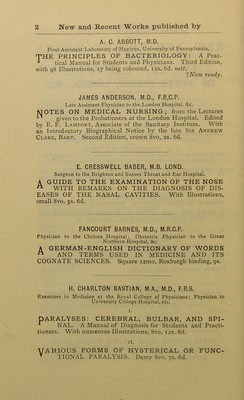 2 New and Recent Works published by
A. C. ABBOTT, M.D.
First Assistant Laboratory of Hygiene, University of Pennsylvania.
THE PRINCIPLES OF BACTERIOLOGY: A Prac-
tical Manual for Students and Physicians. Third Edition,
with 98 Illustrations, 17 being coloured, 12s. 6d. nett.
[Now ready.
JAMES ANDERSON, M.D., F.R.C.P.
Late Assistant Physician to the London Hospital, &c.
NOTES ON MEDICAL NURSING; from the Lectures
given to the Probationers at the London Hospital. Edited
by E. F. LAMPORT, Associate of the Sanitary Institute. With
an Introductory Biographical Notice by the late SIR ANDREW
CLARK, BART. Second Edition, crown 8vo, 2s. 6d.
E. CRESSWELL BABER, M.B. LOND.
Surgeon to the Brighton and Sussex Throat and Ear Hospital.
A GUIDE TO THE EXAMINATION OF THE NOSE
WITH REMARKS ON THE DIAGNOSIS OF DIS-
EASES OF THE NASAL CAVITIES. With Illustrations,
small 8vo, 5s. 6d.
FANCOURT BARNES, M.D., M.R.C.P.
Physician to the Chelsea Hospital; Obstetric Physician to the Great
Northern Hospital, &c.
A GERMAN-ENGLISH DICTIONARY OF WORDS
AND TERMS USED IN MEDICINE AND ITS
COGNATE SCIENCES. Square 12mo, Roxburgh binding, 9s.
H. CHARLTON BASTIAN, M.A., M.D., F.R.S.
Examiner in Medicine at the Royal College of Physicians; Physician to
University College Hospital, etc.
I.
PARALYSES: CEREBRAL, BULBAR, AND SPI-
NAL. A Manual of Diagnosis for Students and Practi-
tioners. With numerous Illustrations, 8vo, 12s. 6d.
II.
VARIOUS FORMS OF HYSTERICAL OR FUNC-
TIONAL PARALYSIS. Demy 8vo, 7s. 6d.